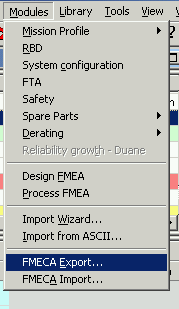 Modules Library Tools View
Mission Profile
RBD
System configuration
FTA
Safety
Spare Parts
Derating
Reliability growth - Duane
Design FMEA
Process FMEA
Import Wizard...
Import from ASCII...
FMECA Export...
FMECA Import...